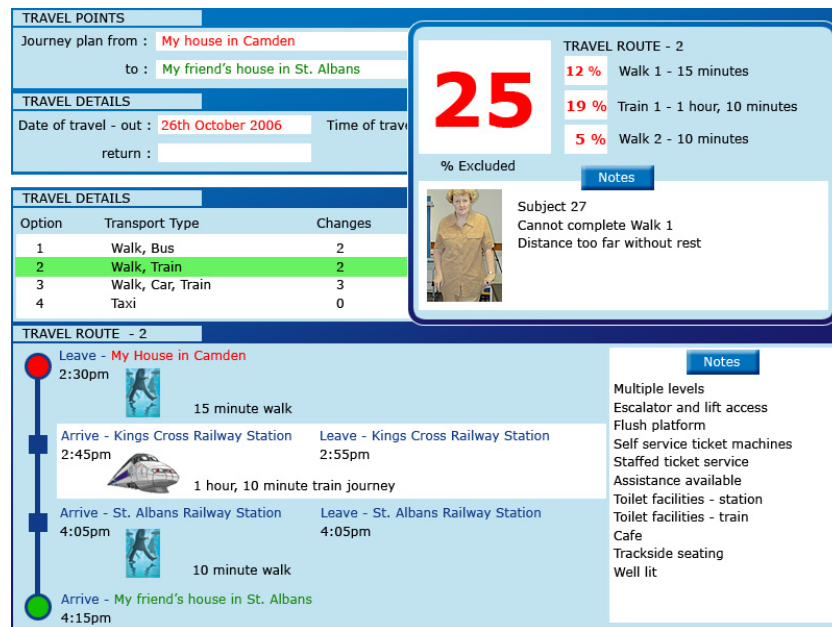 TRAVEL POINTS
Journey plan from : My house in Camden
to : My friend's house in St. Albans
TRAVEL DETAILS
Date of travel - out : 26th October 2006 Time of trave
return :
25
% Excluded
TRAVEL ROUTE - 2
12 % Walk 1 - 15 minutes
19 % Train 1 - 1 hour, 10 minutes
5 % Walk 2 - 10 minutes
Notes
Subject 27
Cannot complete Walk 1
Distance too far without rest
TRAVEL DETAILS
Option Transport Type Changes
1 Walk, Bus 2
2 Walk, Train 2
3 Walk, Car, Train 3
4 Taxi 0
TRAVEL ROUTE - 2
Leave - My House in Camden
2:30pm
15 minute walk
Arrive - Kings Cross Railway Station Leave - Kings Cross Railway Station
2:45pm 2:55pm
1 hour, 10 minute train journey
Arrive - St. Albans Railway Station Leave - St. Albans Railway Station
4:05pm 4:05pm
10 minute walk
Arrive - My friend's house in St. Albans
4:15pm
Notes
Multiple levels
Escalator and lift access
Flush platform
Self service ticket machines
Staffed ticket service
Assistance available
Toilet facilities - station
Toilet facilities - train
Cafe
Trackside seating
Well lit